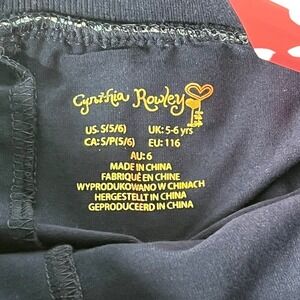 Cynthia Rowley
US: S(5/6) UK: 5-6 yrs
CA: S/P(5/6) EU: 116
AU: 6
MADE IN CHINA
FABRIQUÉ EN CHINE
WYPRODUKOWANO W CHINACH
HERGESTELLT IN CHINA
GEPRODUCEERD IN CHINA